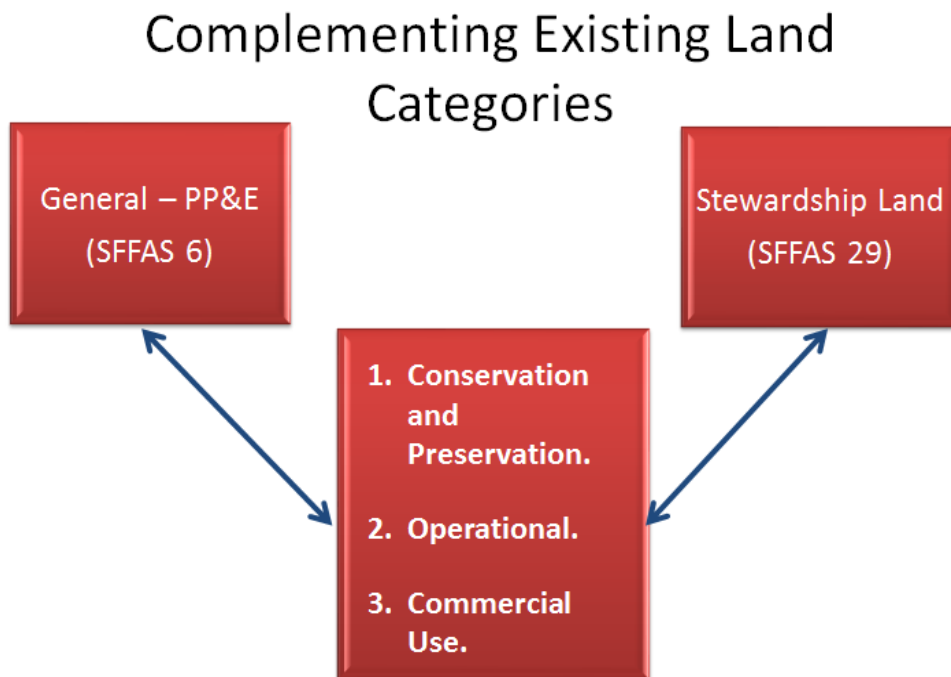 Complementing Existing Land
Categories
General – PP&E
(SFFAS 6)
Stewardship Land
(SFFAS 29)
1. Conservation
and
Preservation.
2. Operational.
3. Commercial
Use.